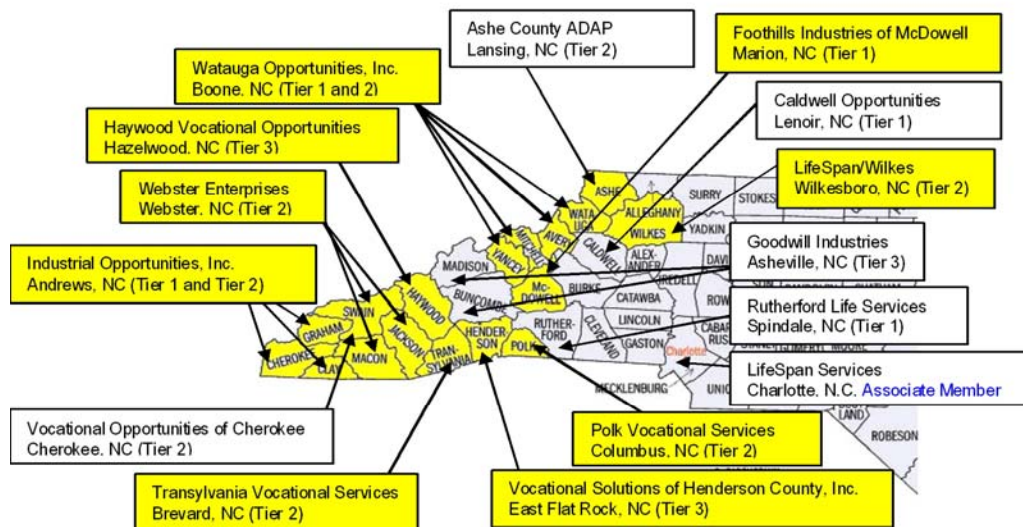 Ashe County ADAP
Lansing, NC (Tier 2)
Foothills Industries of McDowell
Marion, NC (Tier 1)
Watauga Opportunities, Inc.
Boone, NC (Tier 1 and 2)
Caldwell Opportunities
Lenoir, NC (Tier 1)
Haywood Vocational Opportunities
Hazelwood, NC (Tier 3)
LifeSpan/Wilkes
Wilkesboro, NC (Tier 2)
Webster Enterprises
Webster, NC (Tier 2)
Goodwill Industries
Asheville, NC (Tier 3)
Industrial Opportunities, Inc.
Andrews, NC (Tier 1 and Tier 2)
Rutherford Life Services
Spindale, NC (Tier 1)
LifeSpan Services
Charlotte, N.C. Associate Member
Vocational Opportunities of Cherokee
Cherokee, NC (Tier 2)
Polk Vocational Services
Columbus, NC (Tier 2)
Transylvania Vocational Services
Brevard, NC (Tier 2)
Vocational Solutions of Henderson County, Inc.
East Flat Rock, NC (Tier 3)
ASHE
ALLEGHANY
SURRY
STOKES
WATA
UGA
WILKES
YADKIN
MITCHELL
AVERY
CALDWELL
ALEX-
ANDER
IREDELL
YANCEY
MADISON
Mc-
DOWELL
BURKE
CATAWBA
BUNCOMBE
HAYWOOD
SWAIN
GRAHAM
JACKSON
HENDER
SON
RUTHER-
FORD
CLEVELAND
LINCOLN
GASTON
CHEROKEE
CLAY
MACON
TRAN-
SYLVANIA
POLK
Charlotte
MECKLENBURG
ROBESON